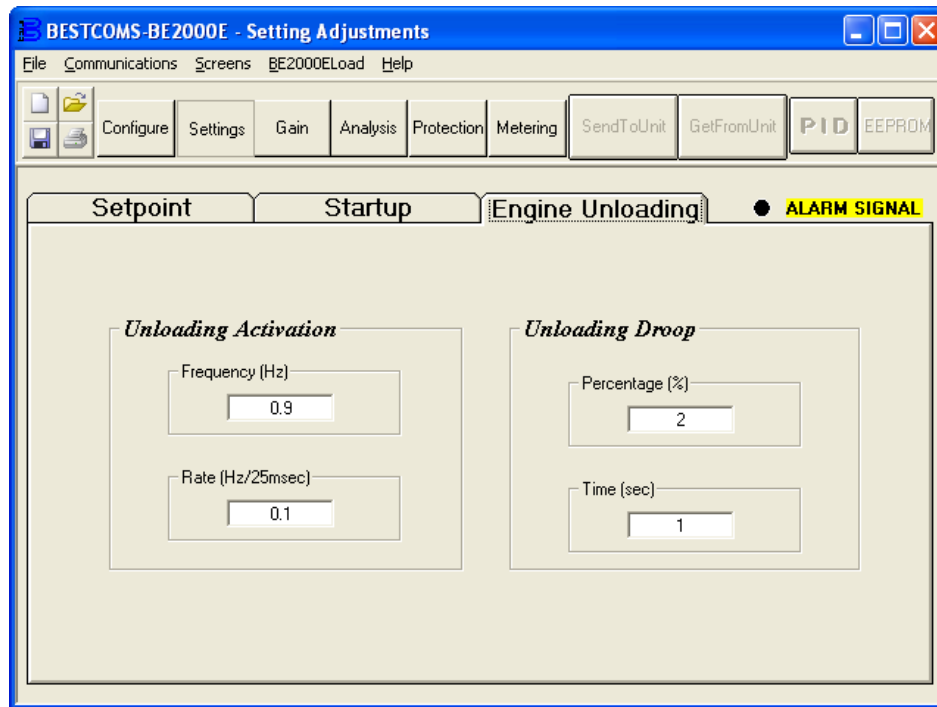 BESTCOMS-BE2000E - Setting Adjustments
File Communications Screens BE2000ELoad Help
Configure Settings Gain Analysis Protection Metering SendToUnit GetFromUnit PID EEPROM
Setpoint Startup Engine Unloading ALARM SIGNAL
Unloading Activation
Frequency (Hz)
0.9
Rate (Hz/25msec)
0.1
Unloading Droop
Percentage (%)
2
Time (sec)
1